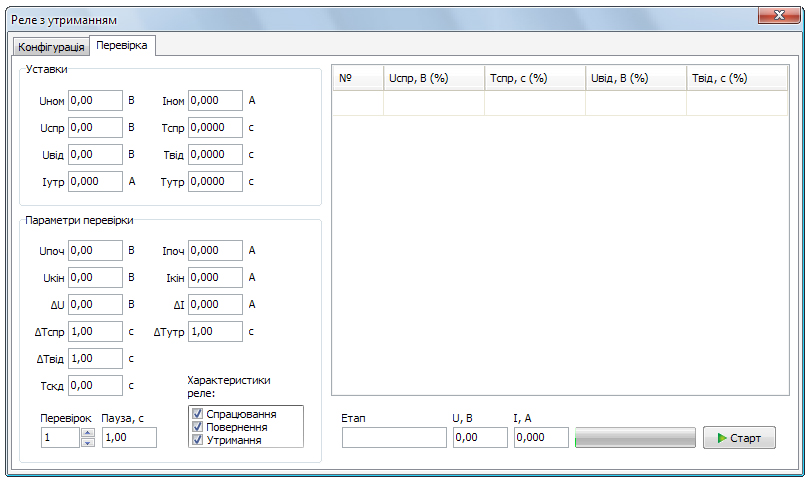 Реле з утриманням
Конфігурація Перевірка
Уставки
Uном 0,00 В Iном 0,000 А
Uспр 0,00 В Tспр 0,0000 с
Uвід 0,00 В Tвід 0,0000 с
Iутр 0,000 А Tутр 0,0000 с
Параметри перевірки
Uпоч 0,00 В Iпоч 0,000 А
Uкін 0,00 В Iкін 0,000 А
ΔU 0,00 В ΔI 0,000 А
ΔTспр 1,00 с ΔTутр 1,00 с
ΔTвід 1,00 с
Tскд 0,00 с
Характеристики
реле:
Спрацювання
Повернення
Утримання
Перевірок Пауза, с
1 1,00
№ Uспр, В (%) Tспр, с (%) Uвід, В (%) Tвід, с (%)
Етап U, В I, А
0,00 0,000 Старт